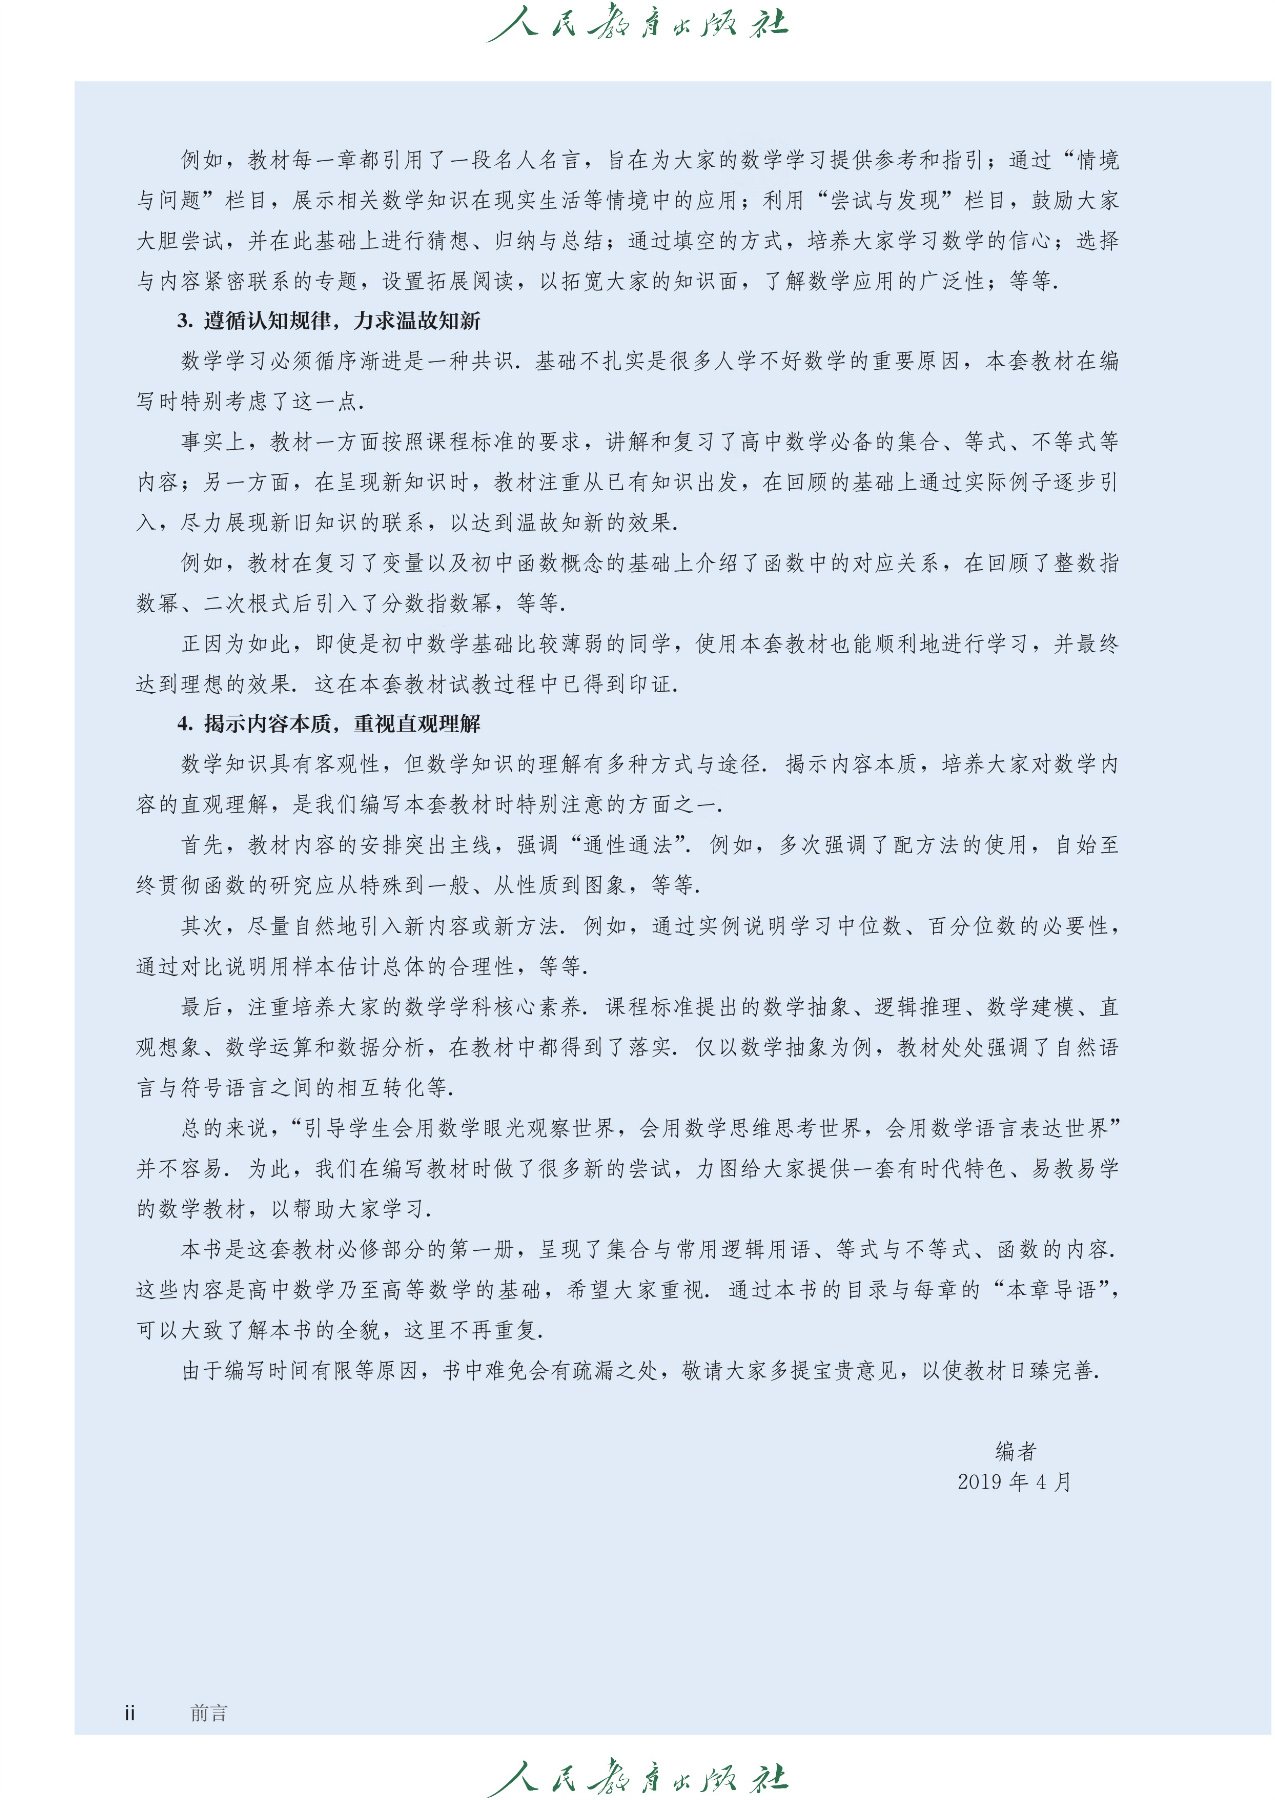 人民教育出版社
例如，教材每一章都引用了一段名人名言，旨在为大家的数学学习提供参考和指引；通过“情境
与问题”栏目，展示相关数学知识在现实生活等情境中的应用；利用“尝试与发现”栏目，鼓励大家
大胆尝试，并在此基础上进行猜想、归纳与总结；通过填空的方式，培养大家学习数学的信心；选择
与内容紧密联系的专题，设置拓展阅读，以拓宽大家的知识面，了解数学应用的广泛性；等等.
3. 遵循认知规律，力求温故知新
数学学习必须循序渐进是一种共识. 基础不扎实是很多人学不好数学的重要原因，本套教材在编
写时特别考虑了这一点.
事实上，教材一方面按照课程标准的要求，讲解和复习了高中数学必备的集合、等式、不等式等
内容；另一方面，在呈现新知识时，教材注重从已有知识出发，在回顾的基础上通过实际例子逐步引
入，尽力展现新旧知识的联系，以达到温故知新的效果.
例如，教材在复习了变量以及初中函数概念的基础上介绍了函数中的对应关系，在回顾了整数指
数幂、二次根式后引入了分数指数幂，等等.
正因为如此，即使是初中数学基础比较薄弱的同学，使用本套教材也能顺利地进行学习，并最终
达到理想的效果. 这在本套教材试教过程中已得到印证.
4. 揭示内容本质，重视直观理解
数学知识具有客观性，但数学知识的理解有多种方式与途径. 揭示内容本质，培养大家对数学内
容的直观理解，是我们编写本套教材时特别注意的方面之一.
首先，教材内容的安排突出主线，强调“通性通法”. 例如，多次强调了配方法的使用，自始至
终贯彻函数的研究应从特殊到一般、从性质到图象，等等.
其次，尽量自然地引入新内容或新方法. 例如，通过实例说明学习中位数、百分位数的必要性，
通过对比说明用样本估计总体的合理性，等等.
最后，注重培养大家的数学学科核心素养. 课程标准提出的数学抽象、逻辑推理、数学建模、直
观想象、数学运算和数据分析，在教材中都得到了落实. 仅以数学抽象为例，教材处处强调了自然语
言与符号语言之间的相互转化等.
总的来说，“引导学生会用数学眼光观察世界，会用数学思维思考世界，会用数学语言表达世界”
并不容易. 为此，我们在编写教材时做了很多新的尝试，力图给大家提供一套有时代特色、易教易学
的数学教材，以帮助大家学习.
本书是这套教材必修部分的第一册，呈现了集合与常用逻辑用语、等式与不等式、函数的内容.
这些内容是高中数学乃至高等数学的基础，希望大家重视. 通过本书的目录与每章的“本章导语”，
可以大致了解本书的全貌，这里不再重复.
由于编写时间有限等原因，书中难免会有疏漏之处，敬请大家多提宝贵意见，以使教材日臻完善.
编者
2019 年 4 月
ii 前言
人民教育出版社